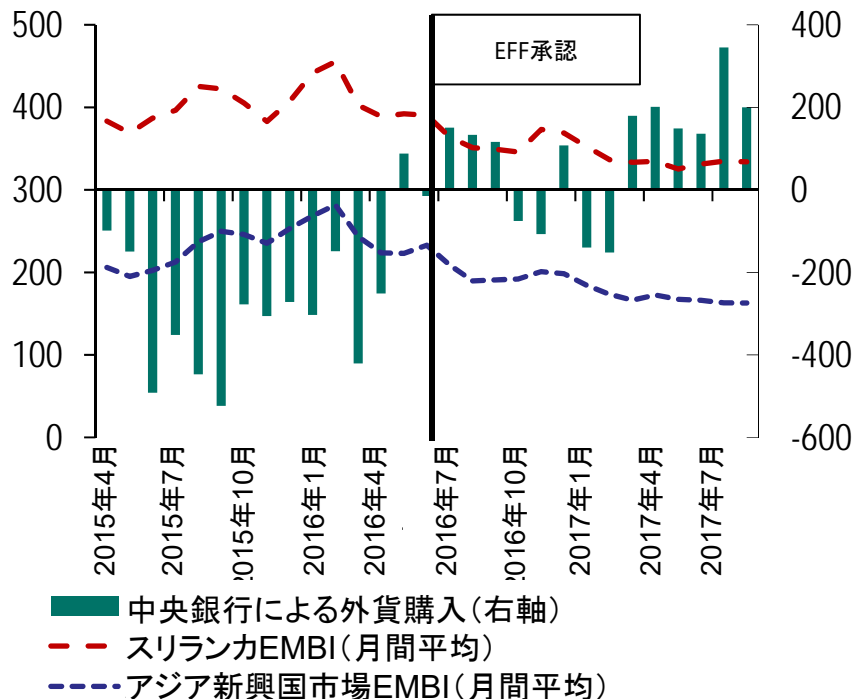 500
400
300
200
100
0
EFF承認
400
200
0
-200
-400
-600
2015年4月
2015年7月
2015年10月
2016年1月
2016年4月
2016年7月
2016年10月
2017年1月
2017年4月
2017年7月
中央銀行による外貨購入（右軸）
スリランカEMBI（月間平均）
アジア新興国市場EMBI（月間平均）